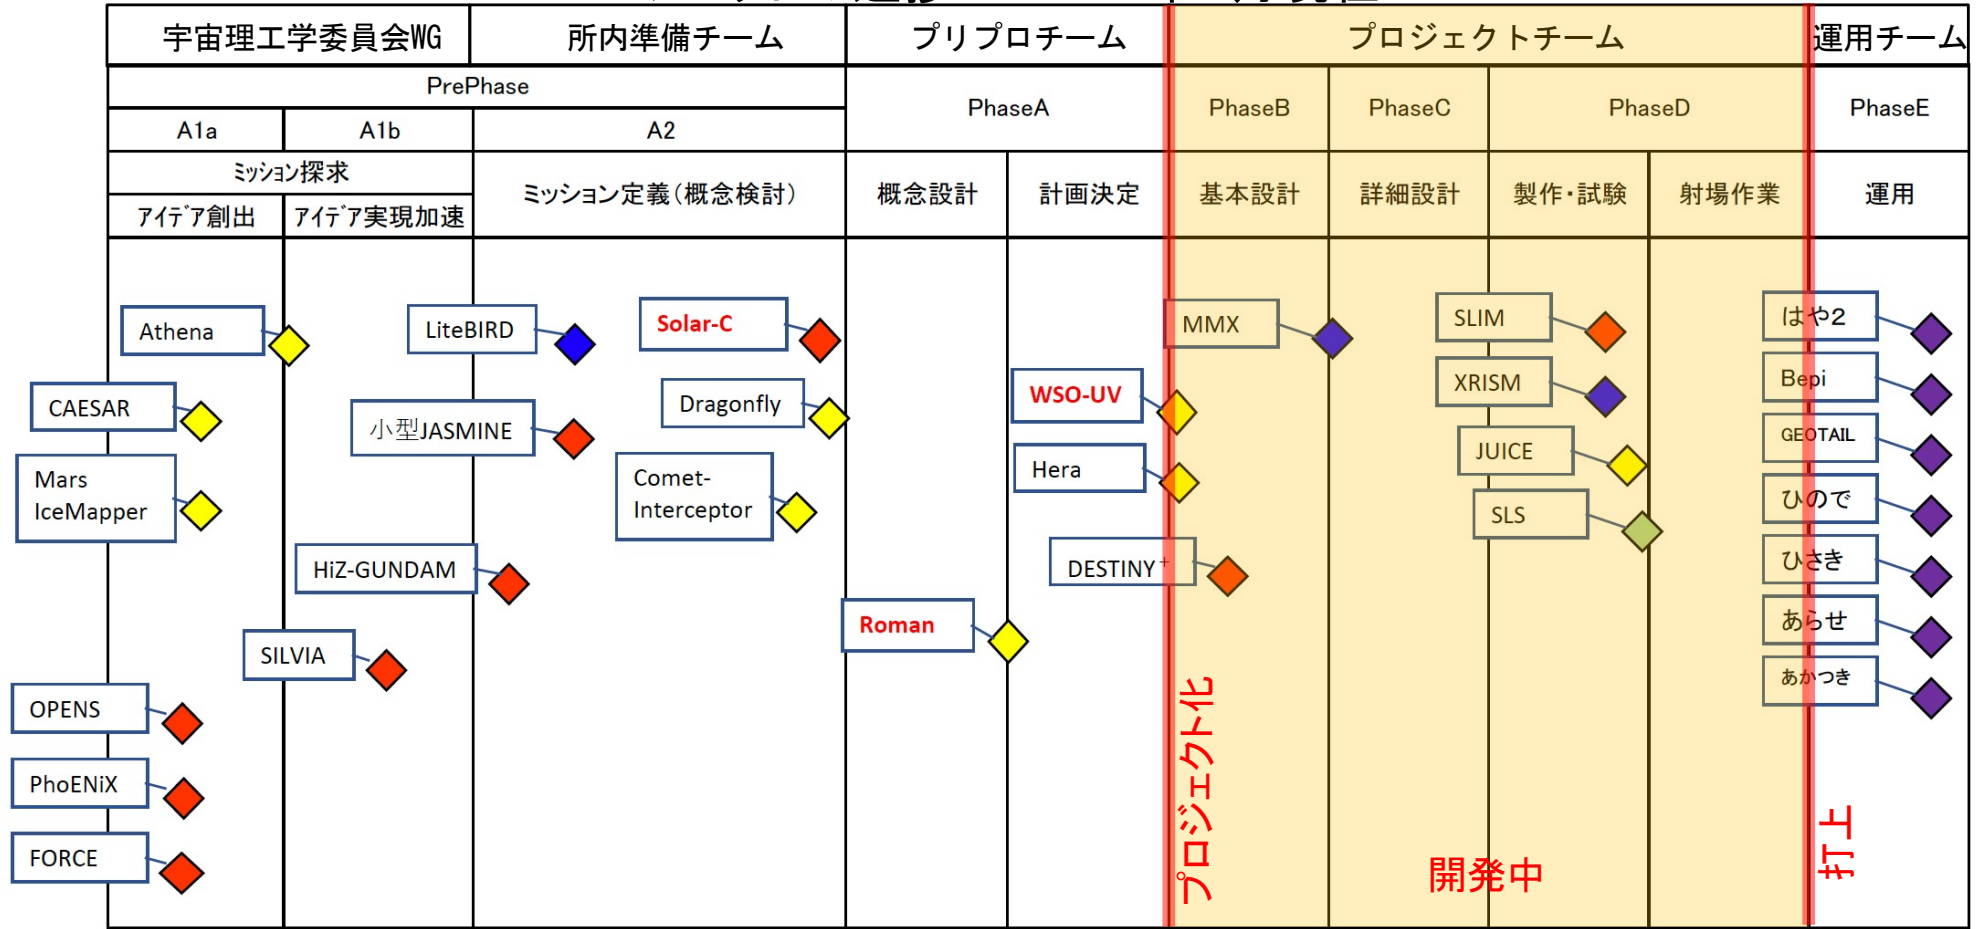 宇宙理工学委員会WG
所内準備チーム
プリプロチーム
プロジェクトチーム
運用チーム
PrePhase
PhaseA
PhaseB
PhaseC
PhaseD
PhaseE
A1a
A1b
A2
ミッション探求
ミッション定義(概念検討)
概念設計
計画決定
基本設計
詳細設計
製作・試験
射場作業
運用
アイデア創出
アイデア実現加速
Athena
LiteBIRD
Solar-C
MMX
SLIM
はや2
CAESAR
小型JASMINE
Dragonfly
WSO-UV
XRISM
Bepi
Mars
IceMapper
Comet-
Interceptor
Hera
JUICE
GEOTAIL
SLS
ひので
HiZ-GUNDAM
DESTINY⁺
ひさき
SILVIA
Roman
あらせ
OPENS
あかつき
PhoENiX
FORCE
プロジェクト化
開発中
打上